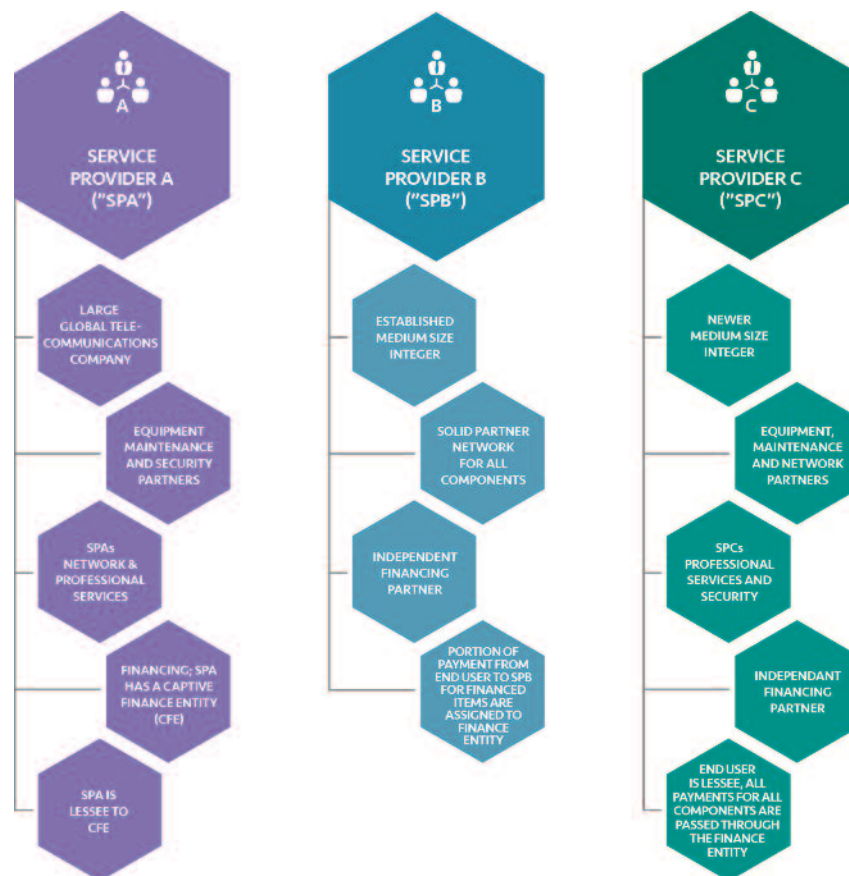 A
SERVICE
PROVIDER A
("SPA")
LARGE
GLOBAL TELE-
COMMUNICATIONS
COMPANY
EQUIPMENT
MAINTENANCE
AND SECURITY
PARTNERS
SPAs
NETWORK &
PROFESSIONAL
SERVICES
FINANCING; SPA
HAS A CAPTIVE
FINANCE ENTITY
(CFE)
SPA IS
LESSEE TO
CFE
B
SERVICE
PROVIDER B
("SPB")
ESTABLISHED
MEDIUM SIZE
INTEGER
SOLID PARTNER
NETWORK
FOR ALL
COMPONENTS
INDEPENDENT
FINANCING
PARTNER
PORTION OF
PAYMENT FROM
END USER TO SPB
FOR FINANCED
ITEMS ARE
ASSIGNED TO
FINANCE
ENTITY
C
SERVICE
PROVIDER C
("SPC")
NEWER
MEDIUM SIZE
INTEGER
EQUIPMENT,
MAINTENANCE
AND NETWORK
PARTNERS
SPCs
PROFESSIONAL
SERVICES AND
SECURITY
INDEPENDANT
FINANCING
PARTNER
END USER
IS LESSEE, ALL
PAYMENTS FOR ALL
COMPONENTS ARE
PASSED THROUGH
THE FINANCE
ENTITY